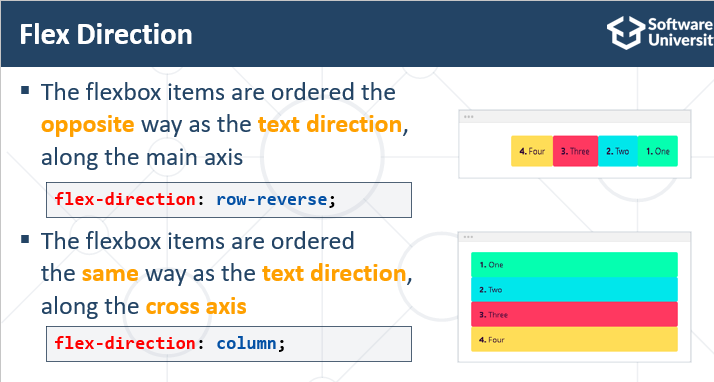 Flex Direction
Software
Universit
▪ The flexbox items are ordered the
opposite way as the text direction,
along the main axis
flex-direction: row-reverse;
4. Four 3. Three 2. Two 1. One
▪ The flexbox items are ordered
the same way as the text direction,
along the cross axis
flex-direction: column;
1. One
2. Two
3. Three
4. Four